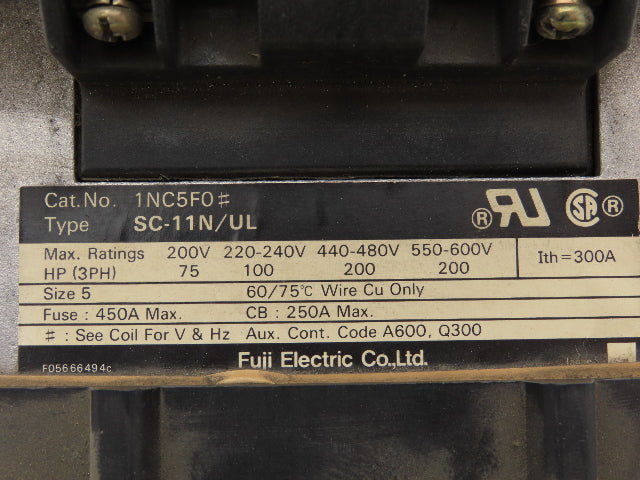 Cat. No. 1NC5F0#
Type SC-11N/UL
® RU ® SA ®
Max. Ratings 200V 220-240V 440-480V 550-600V
HP (3PH) 75 100 200 200
Ith=300A
Size 5 60/75℃ Wire Cu Only
Fuse : 450A Max. CB : 250A Max.
# : See Coil For V & Hz Aux. Cont. Code A600, Q300
F05666494c
Fuji Electric Co.,Ltd.